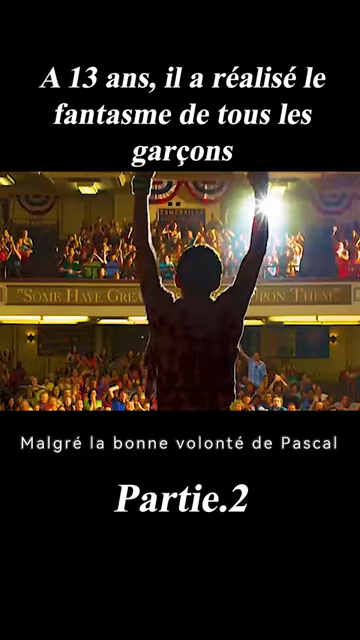 A 13 ans, il a réalisé le
fantasme de tous les
garçons
"SOME HAVE GREA
PON THEM"
Malgré la bonne volonté de Pascal
Partie.2